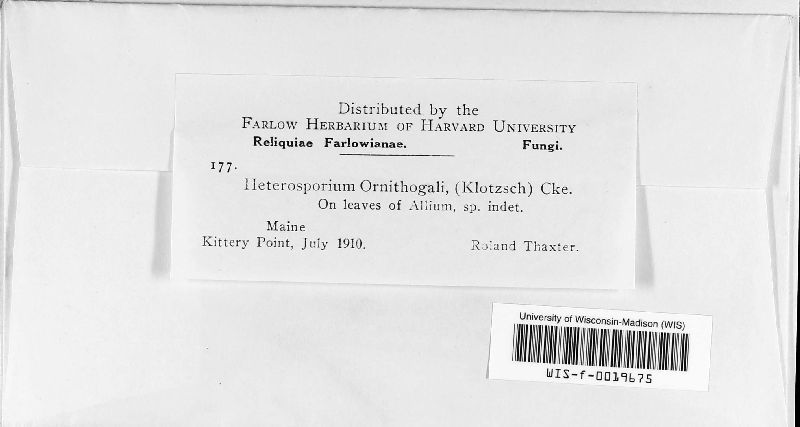 Distributed by the
FARLOW HERBARIUM OF HARVARD UNIVERSITY
Reliquiae Farlowianae. Fungi.
177.
Heterosporium Ornithogali, (Klotzsch) Cke.
On leaves of Allium, sp. indet.
Maine
Kittery Point, July 1910. Roland Thaxter.
University of Wisconsin-Madison (WIS)
WIS-f-0019675